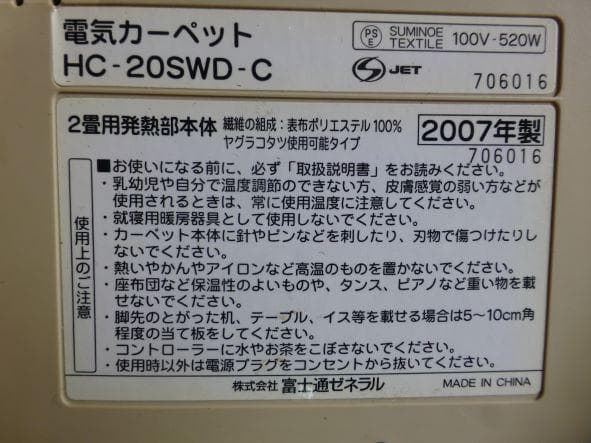 電気カーペット
HC-20SWD-C
PS
E
SUMINOE
TEXTILE
100V-520W
S JET
706016
2畳用発熱部本体
繊維の組成：表布ポリエステル100%
ヤグラコタツ使用可能タイプ
2007年製
706016
使用上のご注意
■お使いになる前に、必ず「取扱説明書」をお読みください。
・乳幼児や自分で温度調節のできない方、皮膚感覚の弱い方などが
使用されるときは、常に使用温度に注意してください。
・就寝用暖房器具として使用しないでください。
・カーペット本体に針やピンなどを刺したり、刃物で傷つけたりし
ないでください。
・熱いやかんやアイロンなど高温のものを置かないでください。
・座布団など保温性のよいものや、タンス、ピアノなど重い物を載
せないでください。
・脚先のとがった机、テーブル、イス等を載せる場合は5～10cm角
程度の当て板をしてください。
・コントローラーに水やお茶をこぼさないでください。
・使用時以外は電源プラグをコンセントから抜いてください。
株式会社 富士通ゼネラル
MADE IN CHINA